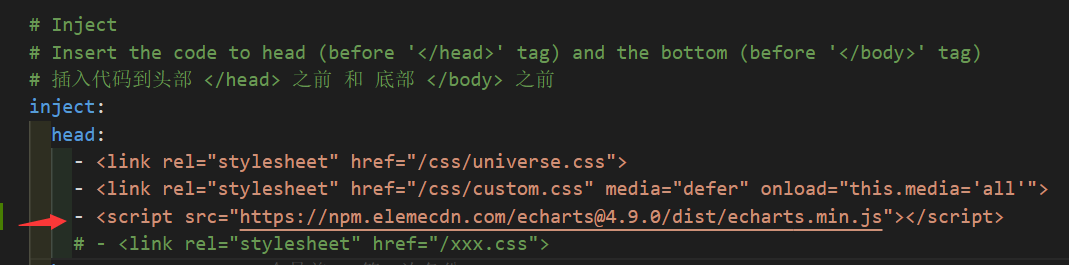 # Inject
# Insert the code to head (before '</head>' tag) and the bottom (before '</body>' tag)
# 插入代码到头部 </head> 之前 和 底部 </body> 之前
inject:
head:
- <link rel="stylesheet" href="/css/universe.css">
- <link rel="stylesheet" href="/css/custom.css" media="defer" onload="this.media='all'">
- <script src="https://npm.elemecdn.com/echarts@4.9.0/dist/echarts.min.js"></script>
# - <link rel="stylesheet" href="/xxx.css">